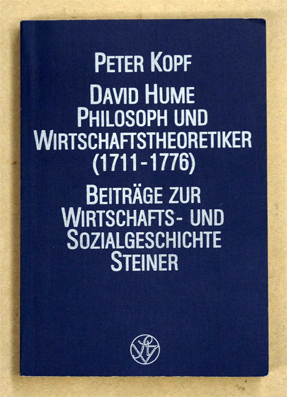 PETER KOPF
DAVID HUME
PHILOSOPH UND
WIRTSCHAFTSTHEORETIKER
(1711-1776)
BEITRÄGE ZUR
WIRTSCHAFTS- UND
SOZIALGESCHICHTE
STEINER